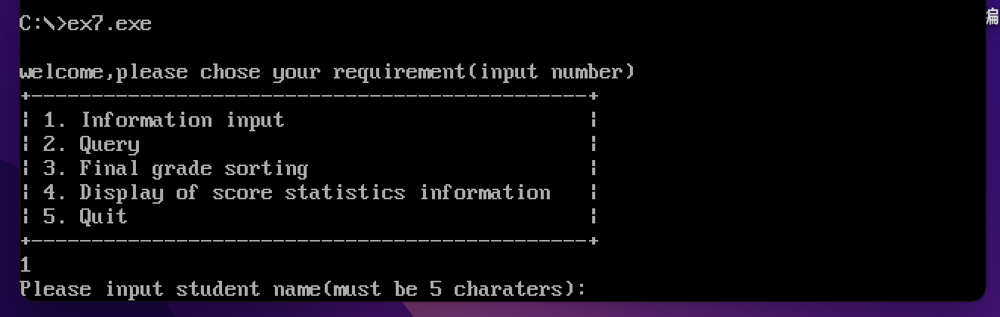 C:\>ex7.exe
编
welcome,please chose your requirement(input number)
+----------------------------------------------+
| 1. Information input                         |
| 2. Query                                     |
| 3. Final grade sorting                       |
| 4. Display of score statistics information   |
| 5. Quit                                      |
+----------------------------------------------+
1
Please input student name(must be 5 charaters):